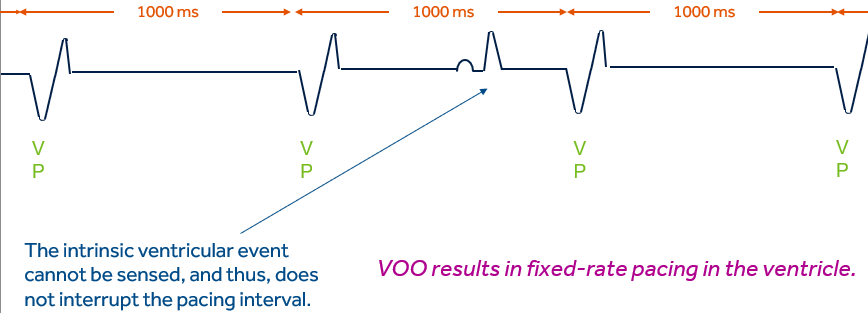 1000 ms
1000 ms
1000 ms
V
P
V
P
V
P
V
P
The intrinsic ventricular event
cannot be sensed, and thus, does
not interrupt the pacing interval.
VOO results in fixed-rate pacing in the ventricle.